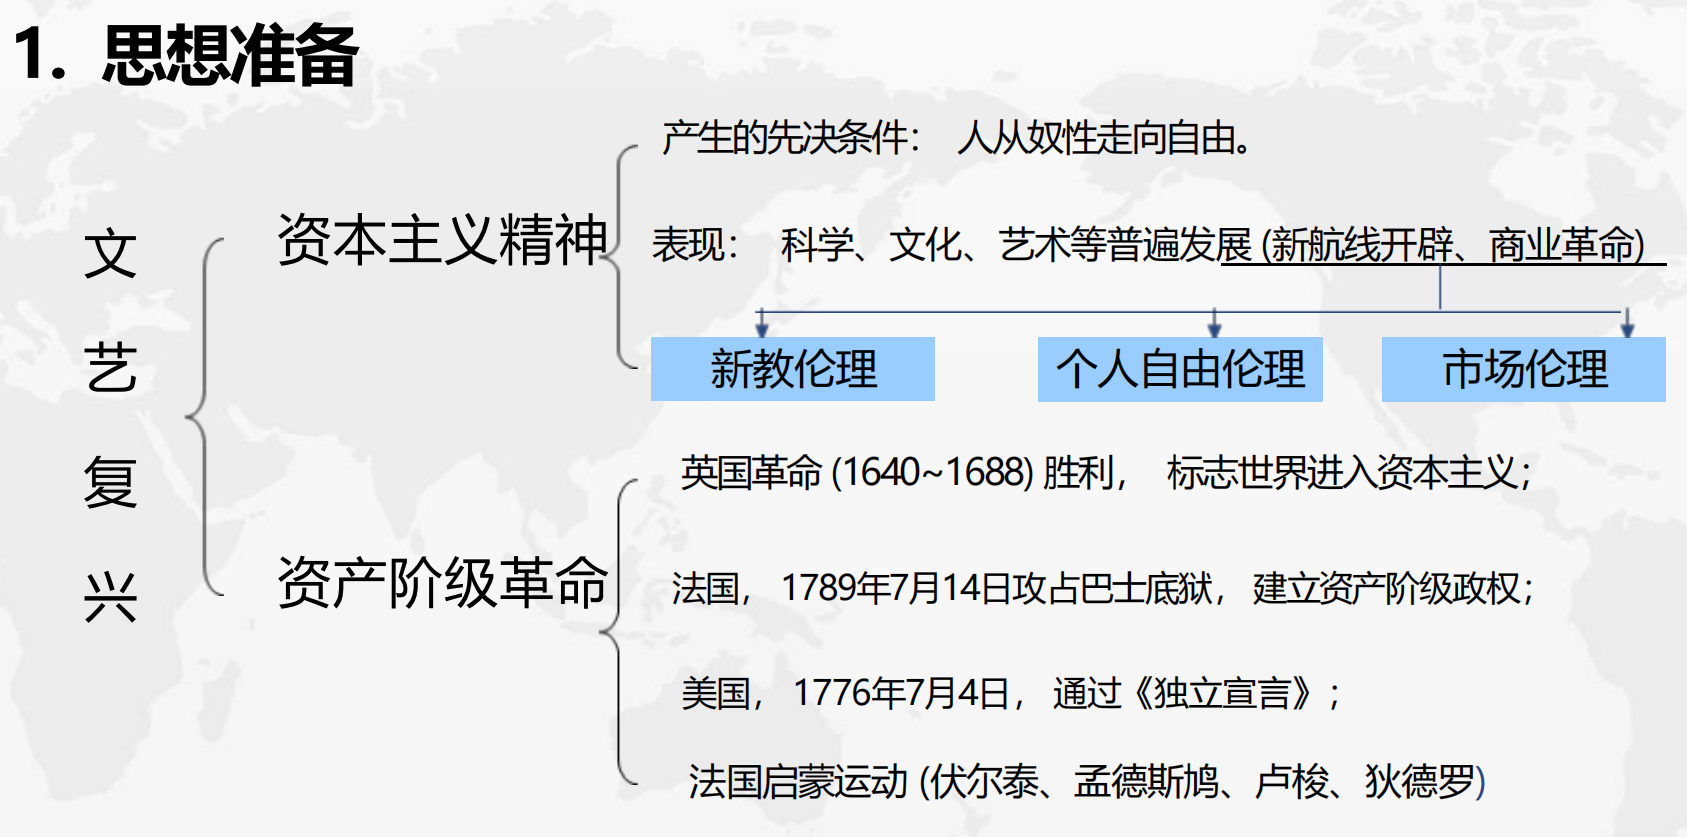 1. 思想准备
文艺复兴
资本主义精神
产生的先决条件： 人从奴性走向自由。
表现： 科学、文化、艺术等普遍发展 (新航线开辟、商业革命)
新教伦理
个人自由伦理
市场伦理
资产阶级革命
英国革命 (1640~1688) 胜利， 标志世界进入资本主义；
法国， 1789年7月14日攻占巴士底狱， 建立资产阶级政权；
美国， 1776年7月4日， 通过《独立宣言》；
法国启蒙运动 (伏尔泰、孟德斯鸠、卢梭、狄德罗)